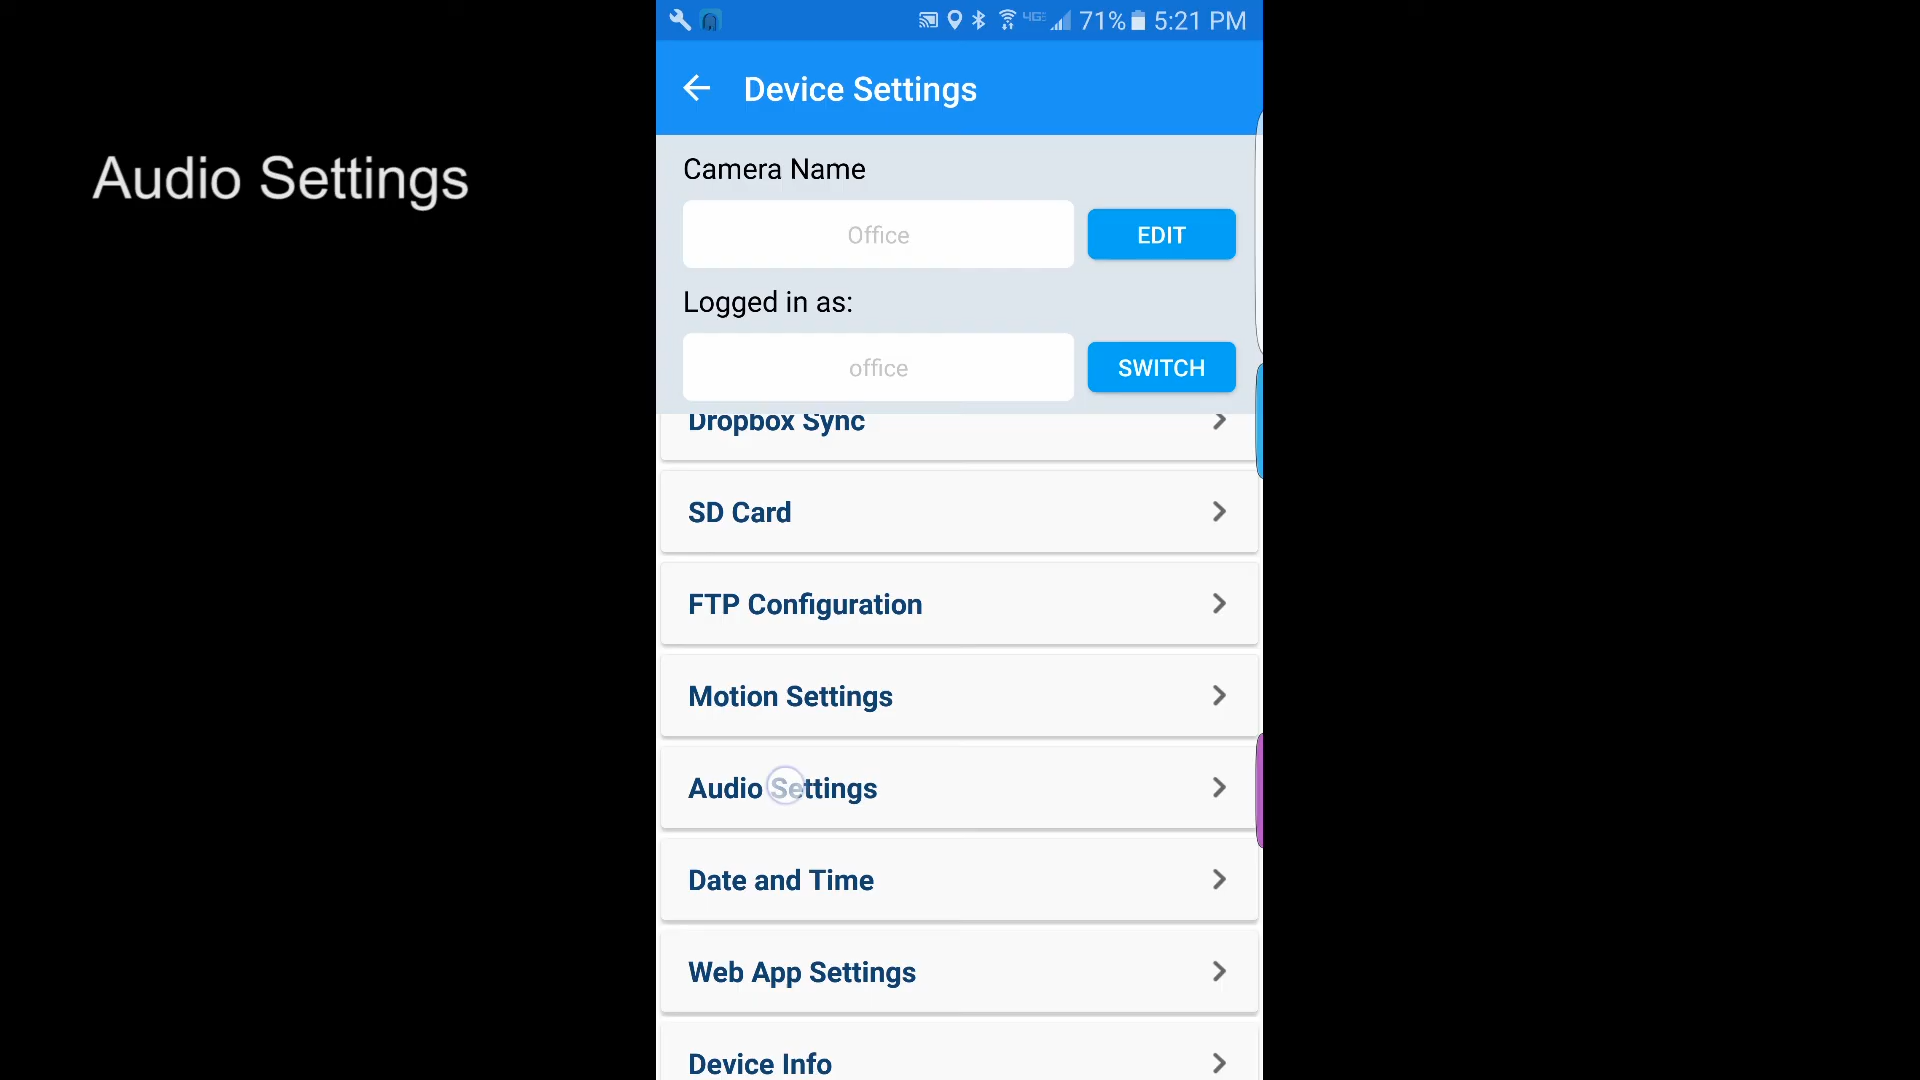 Audio Settings
4G 71% 5:21 PM
Device Settings
Camera Name
Office
EDIT
Logged in as:
office
SWITCH
Dropbox Sync
SD Card
FTP Configuration
Motion Settings
Audio Settings
Date and Time
Web App Settings
Device Info